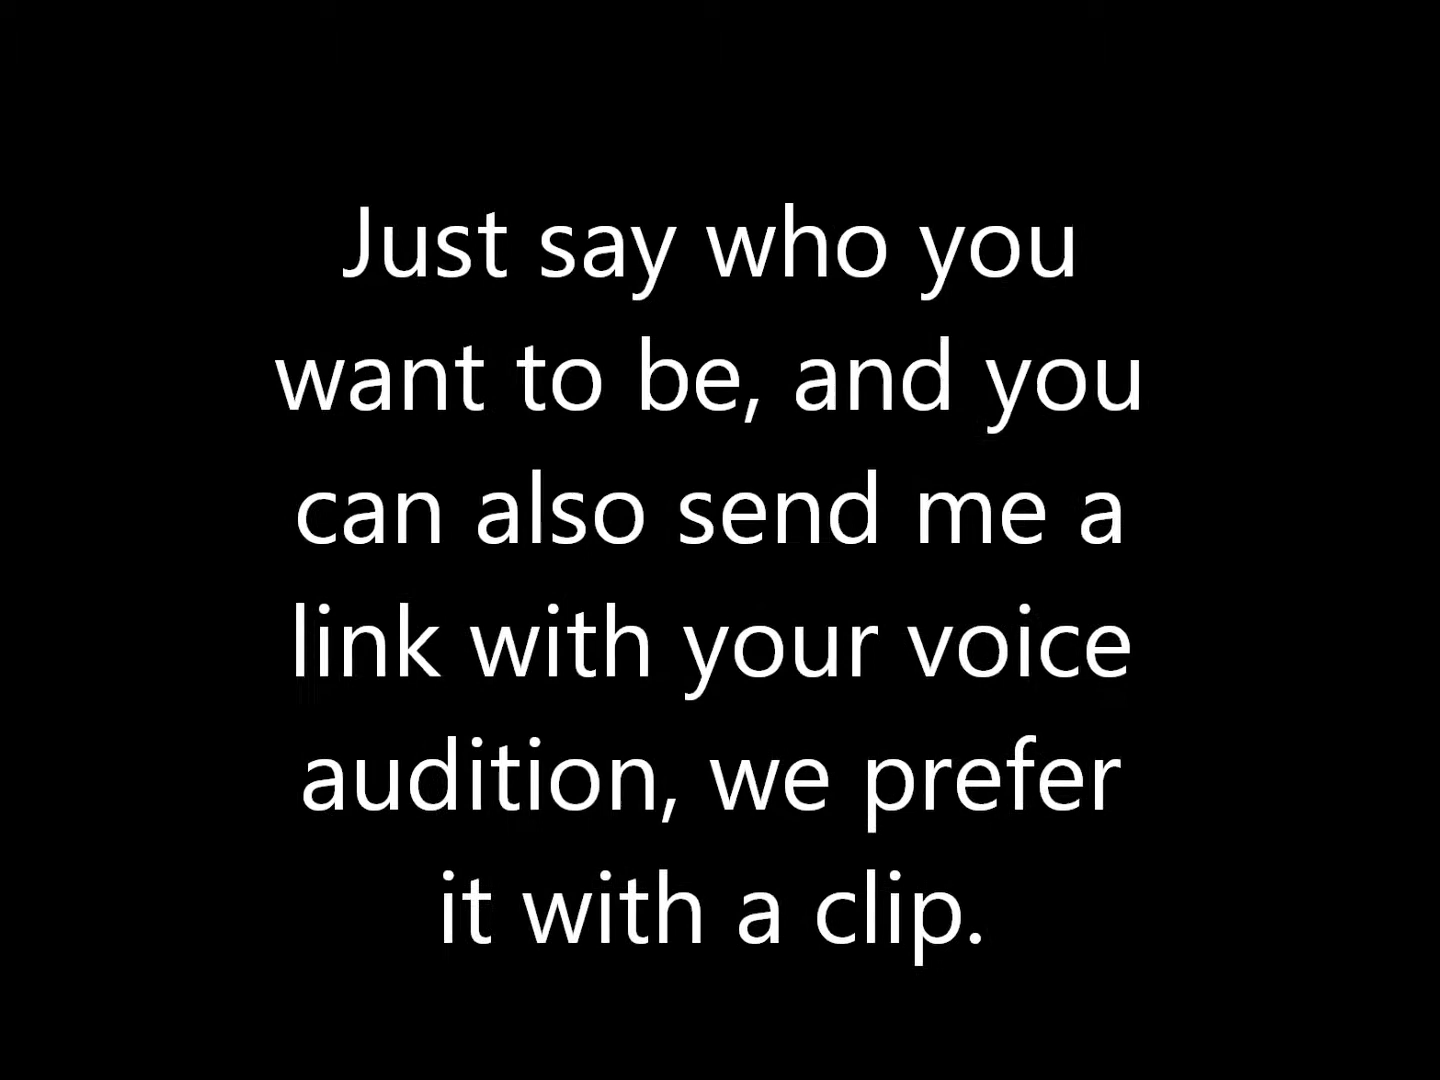 Just say who you
want to be, and you
can also send me a
link with your voice
audition, we prefer
it with a clip.